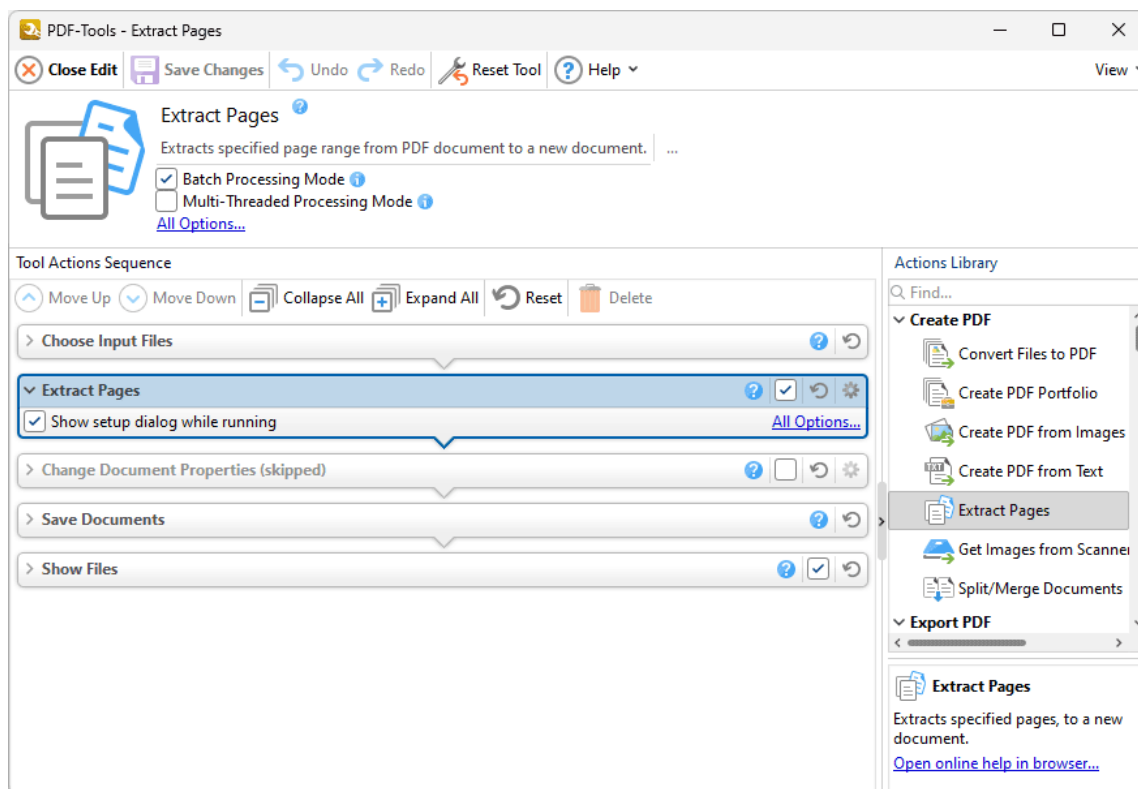 PDF-Tools - Extract Pages
Close Edit Save Changes Undo Redo Reset Tool Help View
Extract Pages
Extracts specified page range from PDF document to a new document. ...
Batch Processing Mode
Multi-Threaded Processing Mode
All Options...
Tool Actions Sequence
Move Up Move Down Collapse All Expand All Reset Delete
Choose Input Files
Extract Pages
Show setup dialog while running All Options...
Change Document Properties (skipped)
Save Documents
Show Files
Actions Library
Find...
Create PDF
Convert Files to PDF
Create PDF Portfolio
Create PDF from Images
TXT Create PDF from Text
Extract Pages
Get Images from Scanner
Split/Merge Documents
Export PDF
Extract Pages
Extracts specified pages, to a new
document.
Open online help in browser...